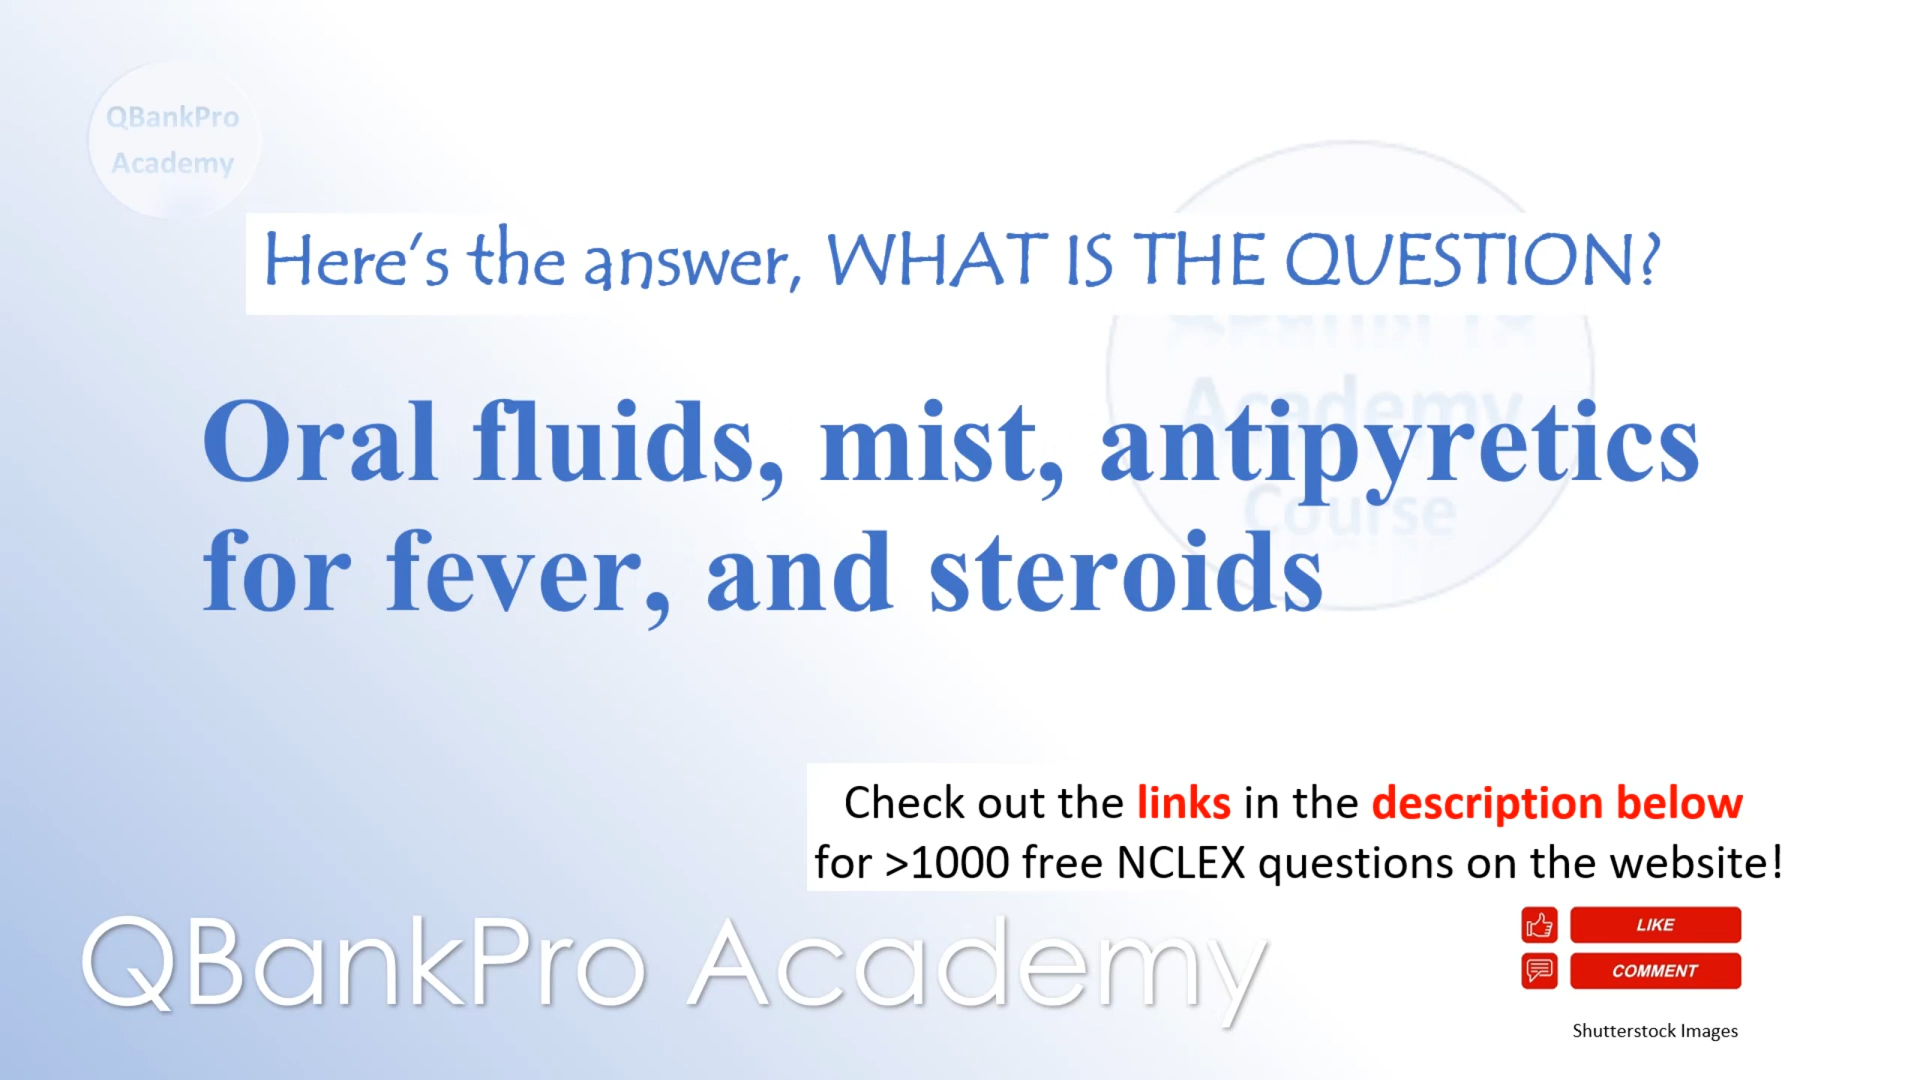 QBankPro
Academy
Here's the answer, WHAT IS THE QUESTION?
Academy
Course
Oral fluids, mist, antipyretics
for fever, and steroids
Check out the links in the description below
for >1000 free NCLEX questions on the website!
QBankPro Academy
LIKE
COMMENT
Shutterstock Images